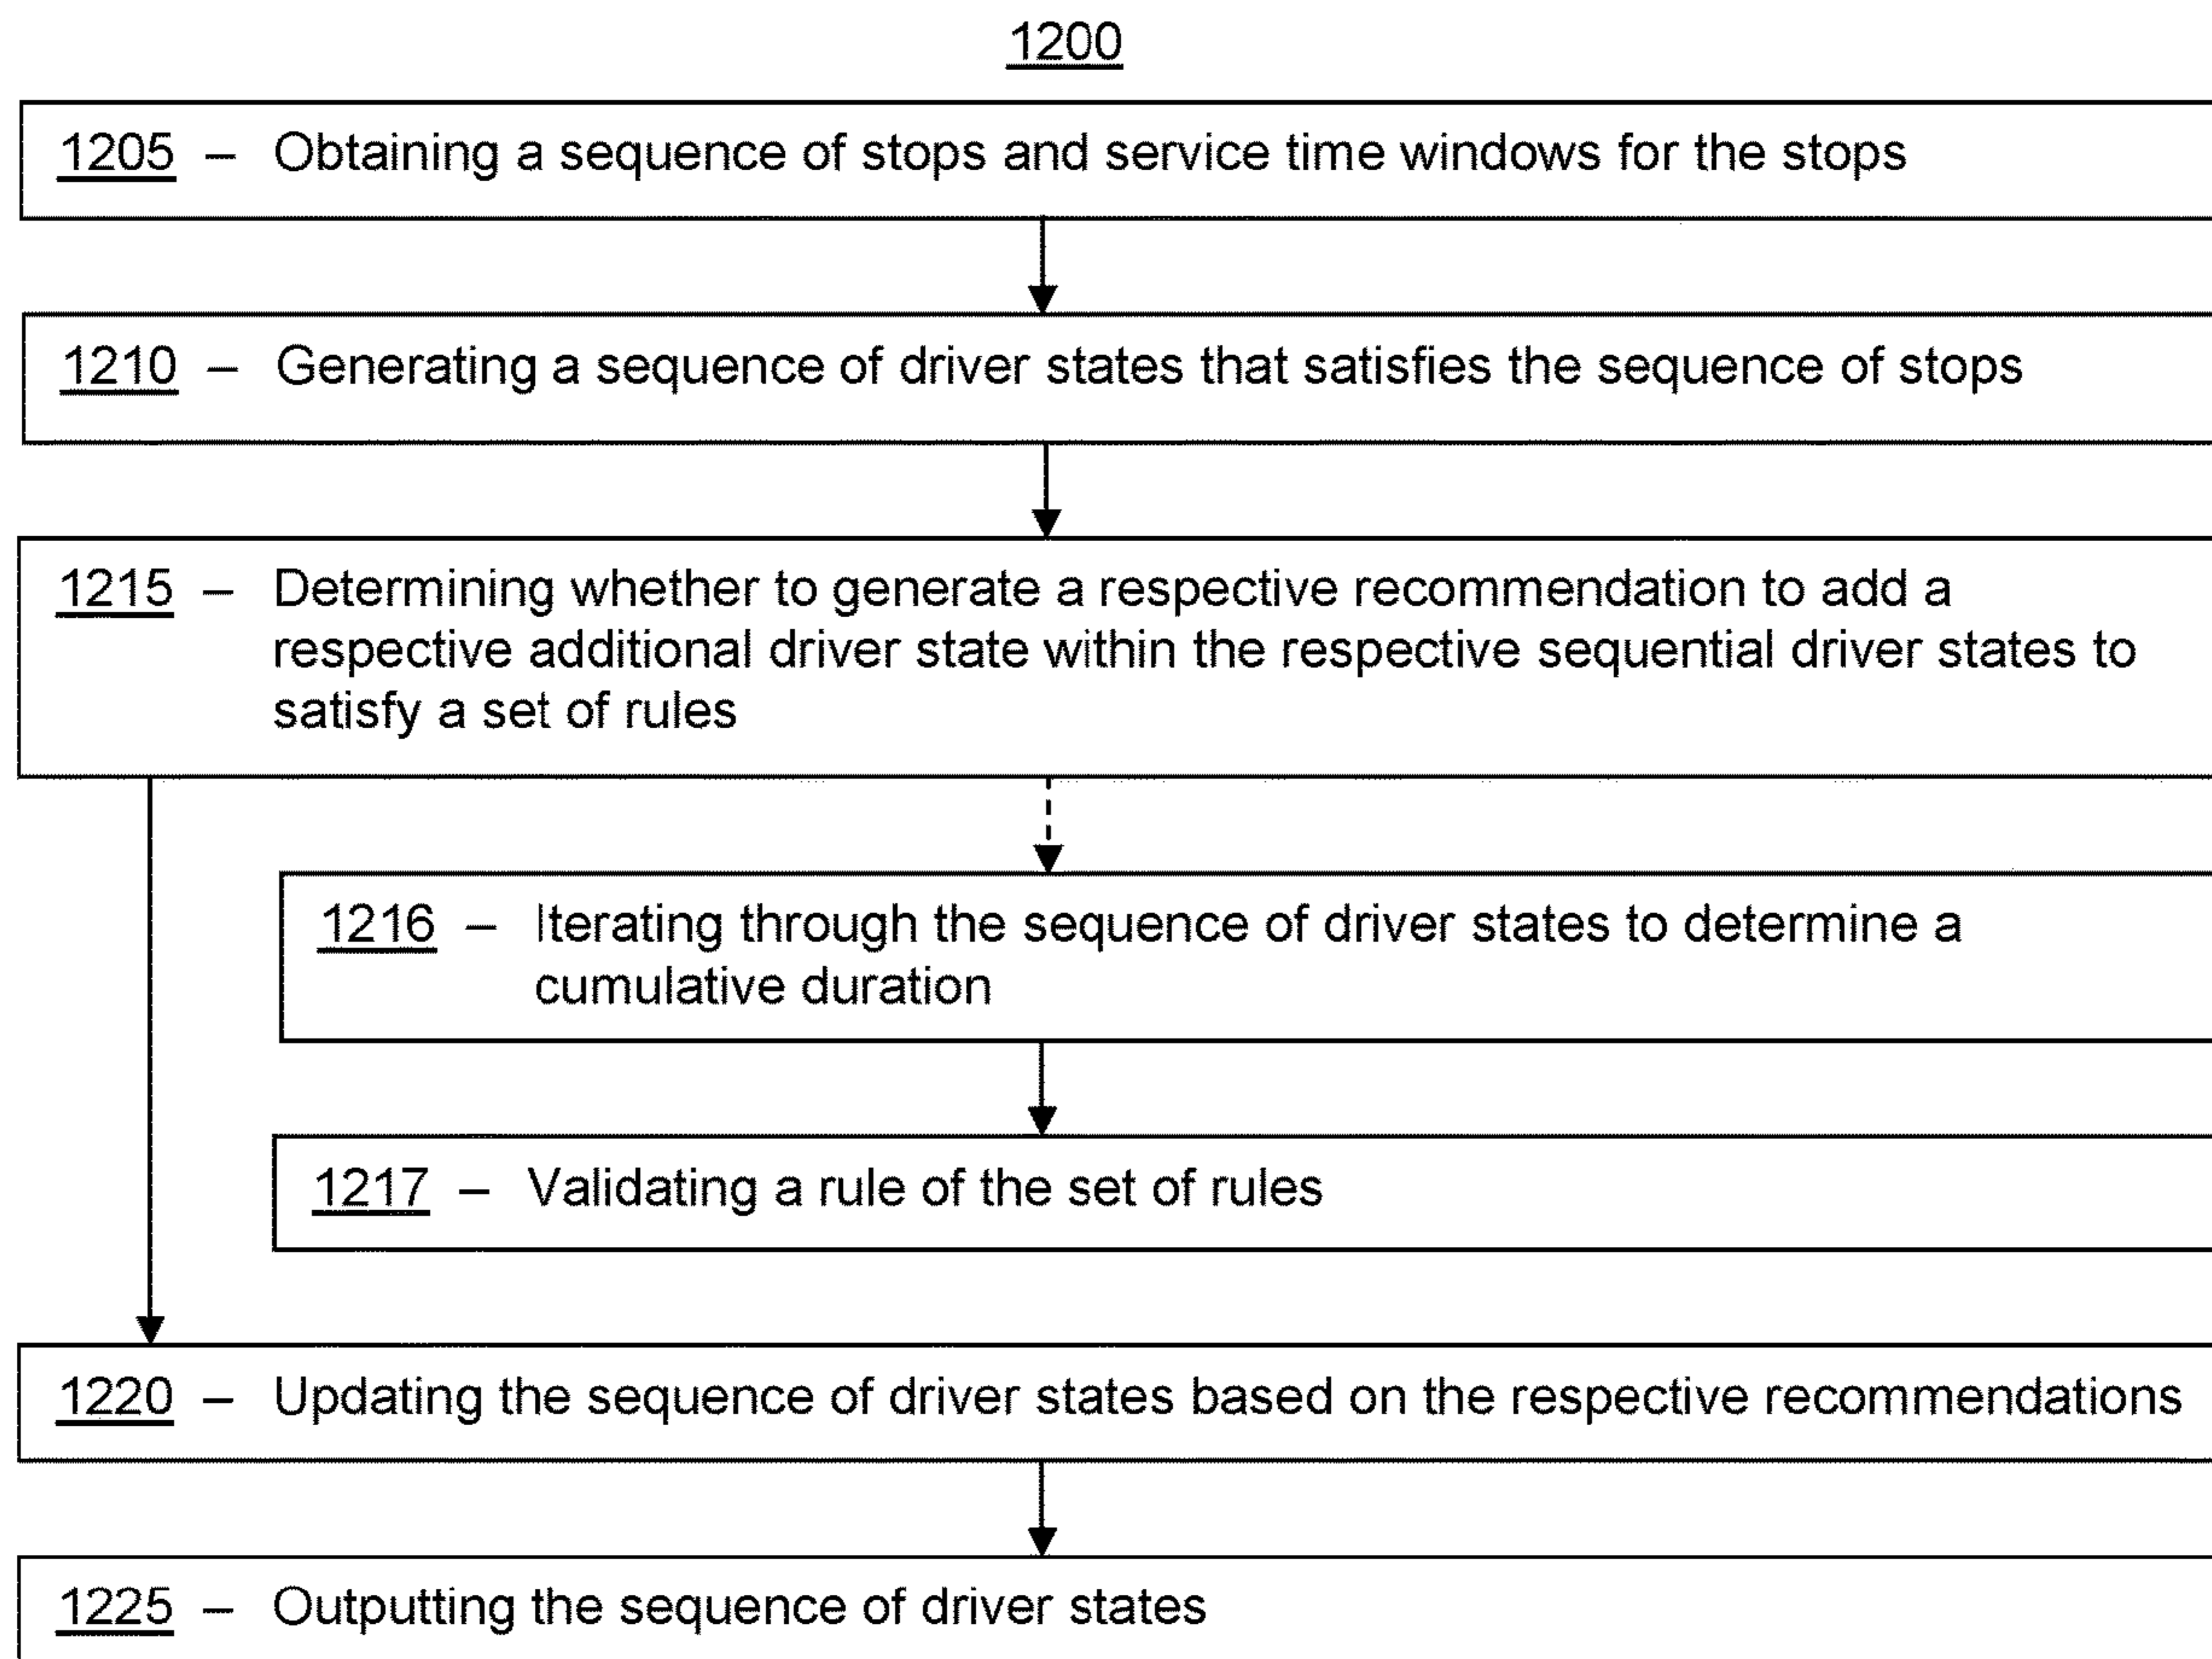 1200
1205 – Obtaining a sequence of stops and service time windows for the stops
1210 – Generating a sequence of driver states that satisfies the sequence of stops
1215 – Determining whether to generate a respective recommendation to add a
respective additional driver state within the respective sequential driver states to
satisfy a set of rules
1216 – Iterating through the sequence of driver states to determine a
cumulative duration
1217 – Validating a rule of the set of rules
1220 – Updating the sequence of driver states based on the respective recommendations
1225 – Outputting the sequence of driver states